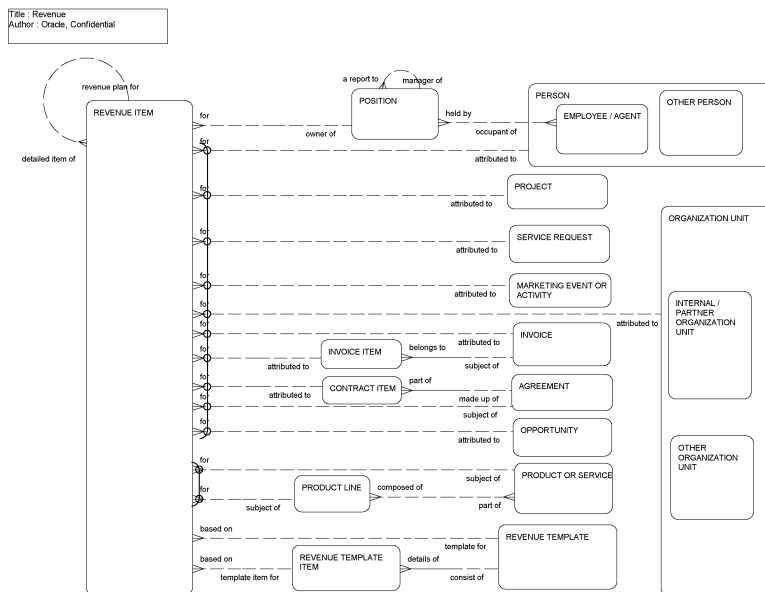 Title : Revenue
Author : Oracle, Confidential
revenue plan for
a report to
manager of
REVENUE ITEM
for
POSITION
held by
PERSON
EMPLOYEE / AGENT
OTHER PERSON
owner of
occupant of
detailed item of
for
attributed to
for
PROJECT
attributed to
ORGANIZATION UNIT
for
SERVICE REQUEST
attributed to
for
MARKETING EVENT OR
ACTIVITY
attributed to
INTERNAL /
PARTNER
ORGANIZATION
UNIT
for
attributed to
for
INVOICE
attributed to
for
INVOICE ITEM
belongs to
attributed to
subject of
for
CONTRACT ITEM
part of
AGREEMENT
attributed to
made up of
for
subject of
for
OPPORTUNITY
attributed to
OTHER
ORGANIZATION
UNIT
for
subject of
PRODUCT OR SERVICE
for
PRODUCT LINE
composed of
subject of
part of
based on
REVENUE TEMPLATE
template for
based on
REVENUE TEMPLATE
ITEM
details of
template item for
consist of